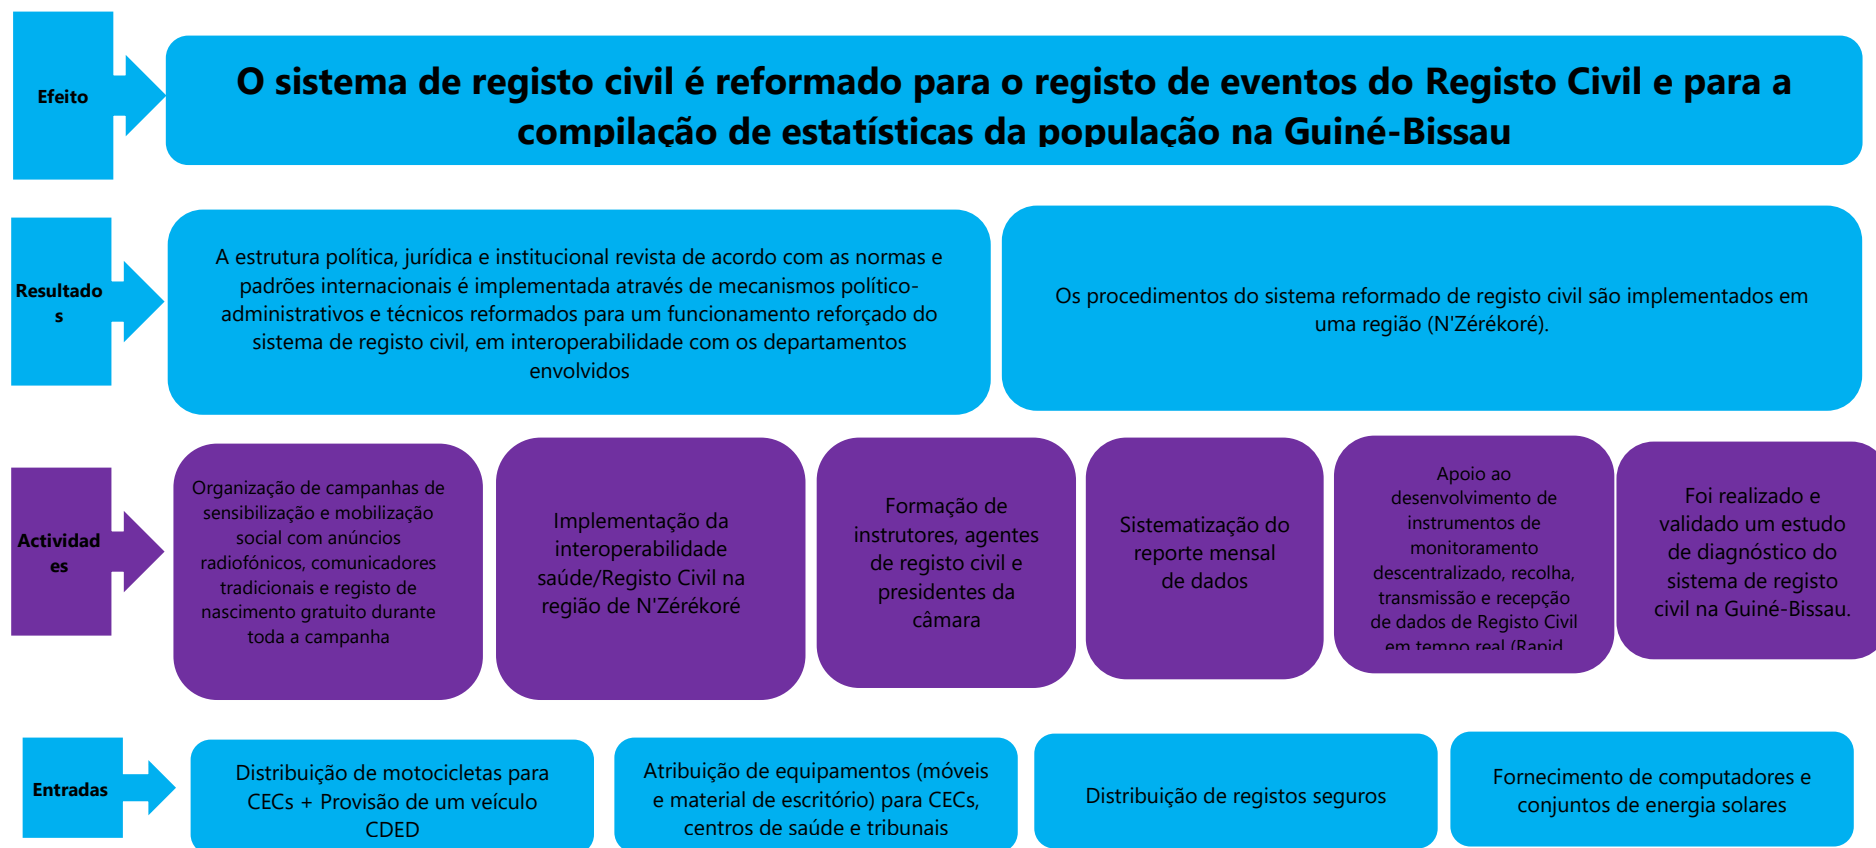 Efeito
O sistema de registo civil é reformado para o registo de eventos do Registo Civil e para a
compilação de estatísticas da população na Guiné-Bissau
Resultado
s
A estrutura política, jurídica e institucional revista de acordo com as normas e
padrões internacionais é implementada através de mecanismos político-
administrativos e técnicos reformados para um funcionamento reforçado do
sistema de registo civil, em interoperabilidade com os departamentos
envolvidos
Os procedimentos do sistema reformado de registo civil são implementados em
uma região (N'Zérékoré).
Actividad
es
Organização de campanhas de
sensibilização e mobilização
social com anúncios
radiofónicos, comunicadores
tradicionais e registo de
nascimento gratuito durante
toda a campanha
Implementação da
interoperabilidade
saúde/Registo Civil na
região de N'Zérékoré
Formação de
instrutores, agentes
de registo civil e
presidentes da
câmara
Sistematização do
reporte mensal
de dados
Apoio ao
desenvolvimento de
instrumentos de
monitoramento
descentralizado, recolha,
transmissão e recepção
de dados de Registo Civil
em tempo real (Rapid
Foi realizado e
validado um estudo
de diagnóstico do
sistema de registo
civil na Guiné-Bissau.
Entradas
Distribuição de motocicletas para
CECs + Provisão de um veículo
CDED
Atribuição de equipamentos (móveis
e material de escritório) para CECs,
centros de saúde e tribunais
Distribuição de registos seguros
Fornecimento de computadores e
conjuntos de energia solares